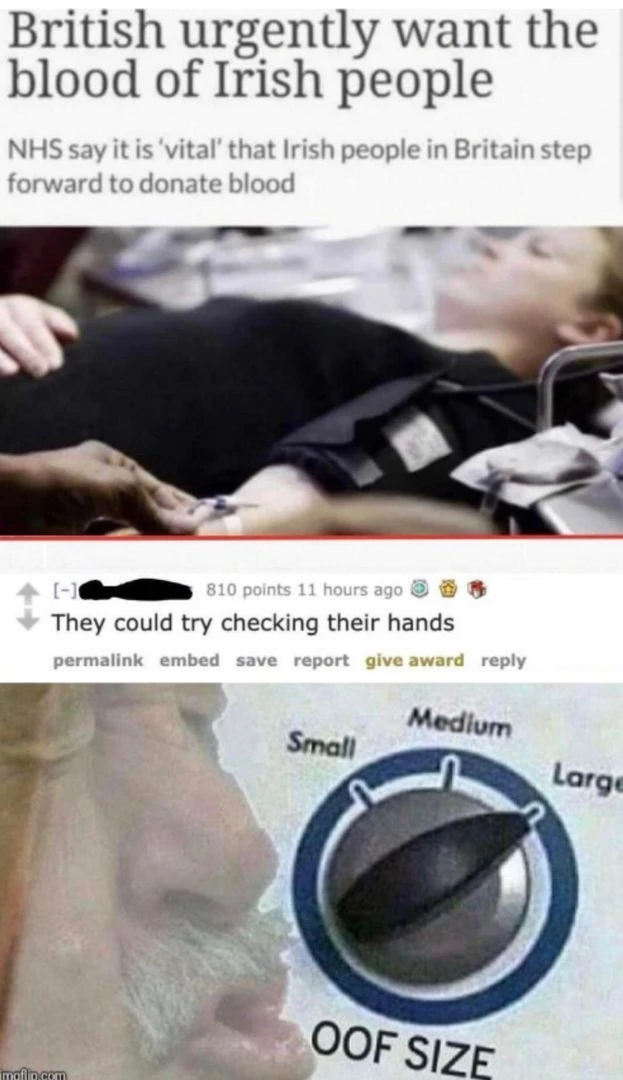 British urgently want the
blood of Irish people
NHS say it is 'vital' that Irish people in Britain step
forward to donate blood
[-] 810 points 11 hours ago
They could try checking their hands
permalink embed save report give award reply
Small
Medium
Large
OOF SIZE
imgflip.com